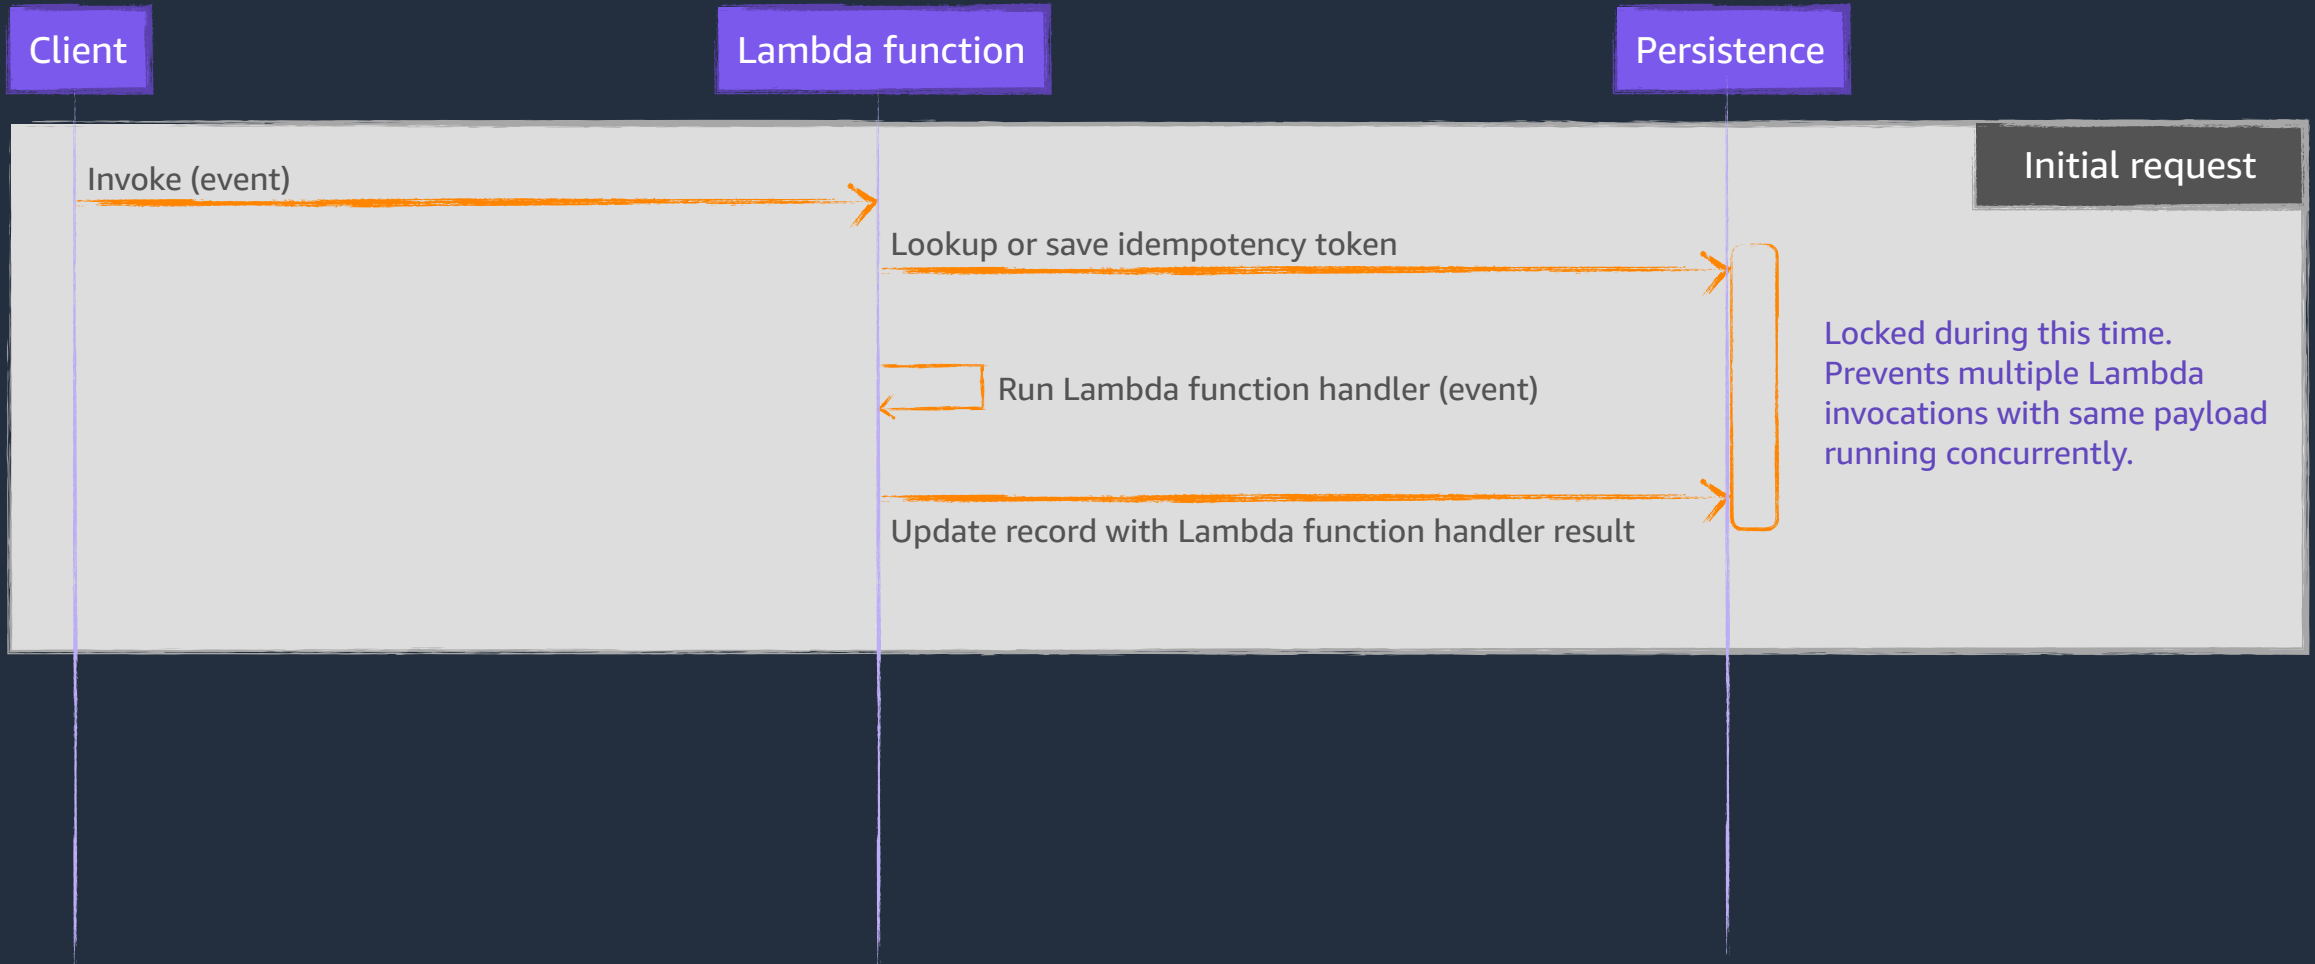 Client
Lambda function
Persistence
Initial request
Invoke (event)
Lookup or save idempotency token
Locked during this time.
Prevents multiple Lambda
invocations with same payload
running concurrently.
Run Lambda function handler (event)
Update record with Lambda function handler result